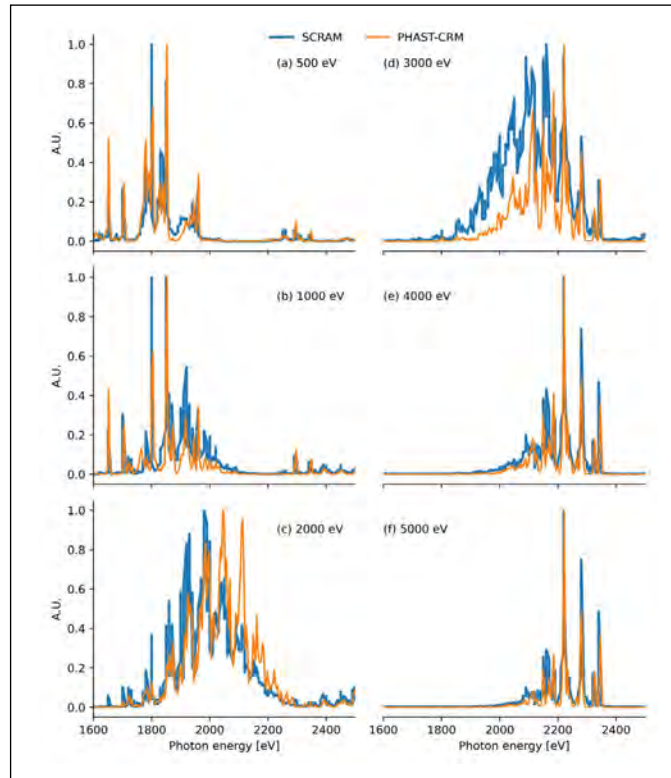 SCRAM PHAST-CRM
(a) 500 eV
(d) 3000 eV
A.U.
1.0
0.8
0.6
0.4
0.2
0.0
(b) 1000 eV
(e) 4000 eV
A.U.
1.0
0.8
0.6
0.4
0.2
0.0
(c) 2000 eV
(f) 5000 eV
A.U.
1.0
0.8
0.6
0.4
0.2
0.0
1600 1800 2000 2200 2400
1600 1800 2000 2200 2400
Photon energy [eV]
Photon energy [eV]